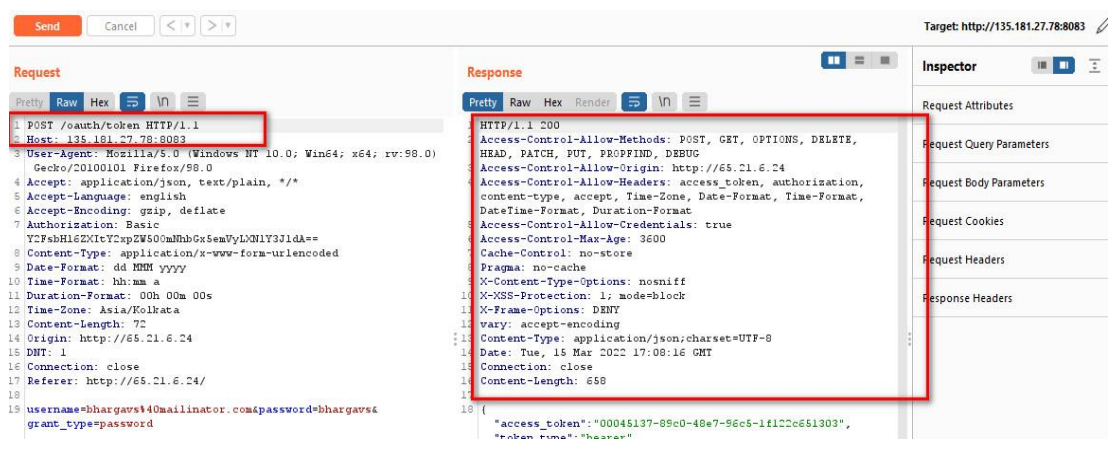 Send Cancel < > Target: http://135.181.27.78:8083
Request
Pretty Raw Hex \n
1 POST /oauth/token HTTP/1.1
2 Host: 135.181.27.78:8083
3 User-Agent: Mozilla/5.0 (Windows NT 10.0; Win64; x64; rv:98.0)
Gecko/20100101 Firefox/98.0
4 Accept: application/json, text/plain, */*
5 Accept-Language: english
6 Accept-Encoding: gzip, deflate
7 Authorization: Basic
8 Content-Type: application/x-www-form-urlencoded
9 Date-Format: dd MMM yyyy
10 Time-Format: hh:mm a
11 Duration-Format: 00h 00m 00s
12 Time-Zone: Asia/Kolkata
13 Content-Length: 72
14 Origin: http://65.21.6.24
15 DNT: 1
16 Connection: close
17 Referer: http://65.21.6.24/
18
19 username=bhargavs%40mailinator.com&password=bhargavs&
grant_type=password
Response
Pretty Raw Hex Render \n
1 HTTP/1.1 200
2 Access-Control-Allow-Methods: POST, GET, OPTIONS, DELETE,
HEAD, PATCH, PUT, PROPFIND, DEBUG
3 Access-Control-Allow-Origin: http://65.21.6.24
4 Access-Control-Allow-Headers: access_token, authorization,
content-type, accept, Time-Zone, Date-Format, Time-Format,
DateTime-Format, Duration-Format
5 Access-Control-Allow-Credentials: true
6 Access-Control-Max-Age: 3600
7 Cache-Control: no-store
8 Pragma: no-cache
9 X-Content-Type-Options: nosniff
10 X-XSS-Protection: 1; mode=block
11 X-Frame-Options: DENY
12 vary: accept-encoding
13 Content-Type: application/json;charset=UTF-8
14 Date: Tue, 15 Mar 2022 17:08:16 GMT
15 Connection: close
16 Content-Length: 658
17
18 {
"access_token":"00045137-89c0-48e7-96c5-1f122c651303",
"token_type":"bearer"
Inspector
Request Attributes
Request Query Parameters
Request Body Parameters
Request Cookies
Request Headers
Response Headers